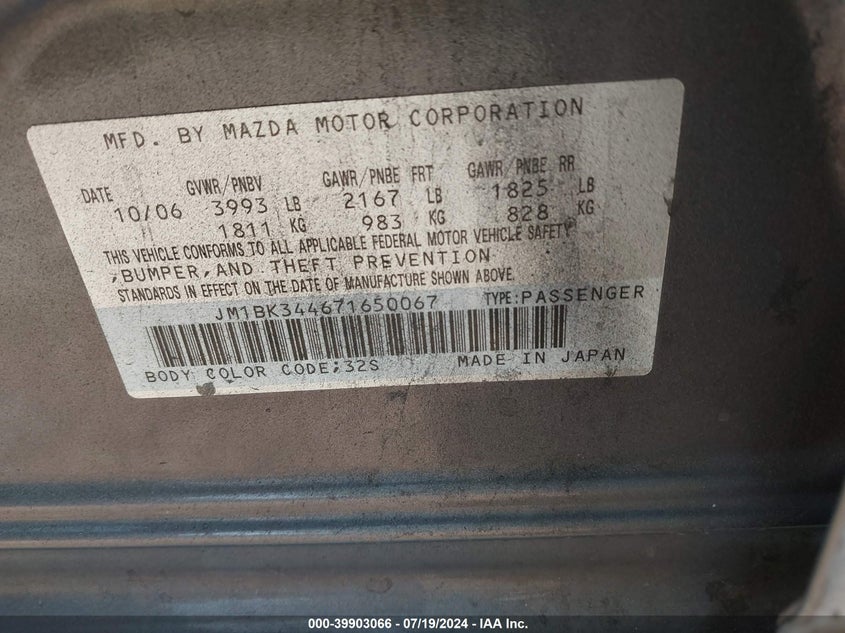 MFD. BY MAZDA MOTOR CORPORATION
DATE GVWR/PNBV GAWR/PNBE FRT GAWR/PNBE RR
10/06 3993 LB 2167 LB 1825 LB
1811 KG 983 KG 828 KG
THIS VEHICLE CONFORMS TO ALL APPLICABLE FEDERAL MOTOR VEHICLE SAFETY
,BUMPER,AND THEFT PREVENTION
STANDARDS IN EFFECT ON THE DATE OF MANUFACTURE SHOWN ABOVE.
JM1BK344671650067 TYPE:PASSENGER
BODY COLOR CODE:32S MADE IN JAPAN
000-39903066 - 07/19/2024 - IAA Inc.